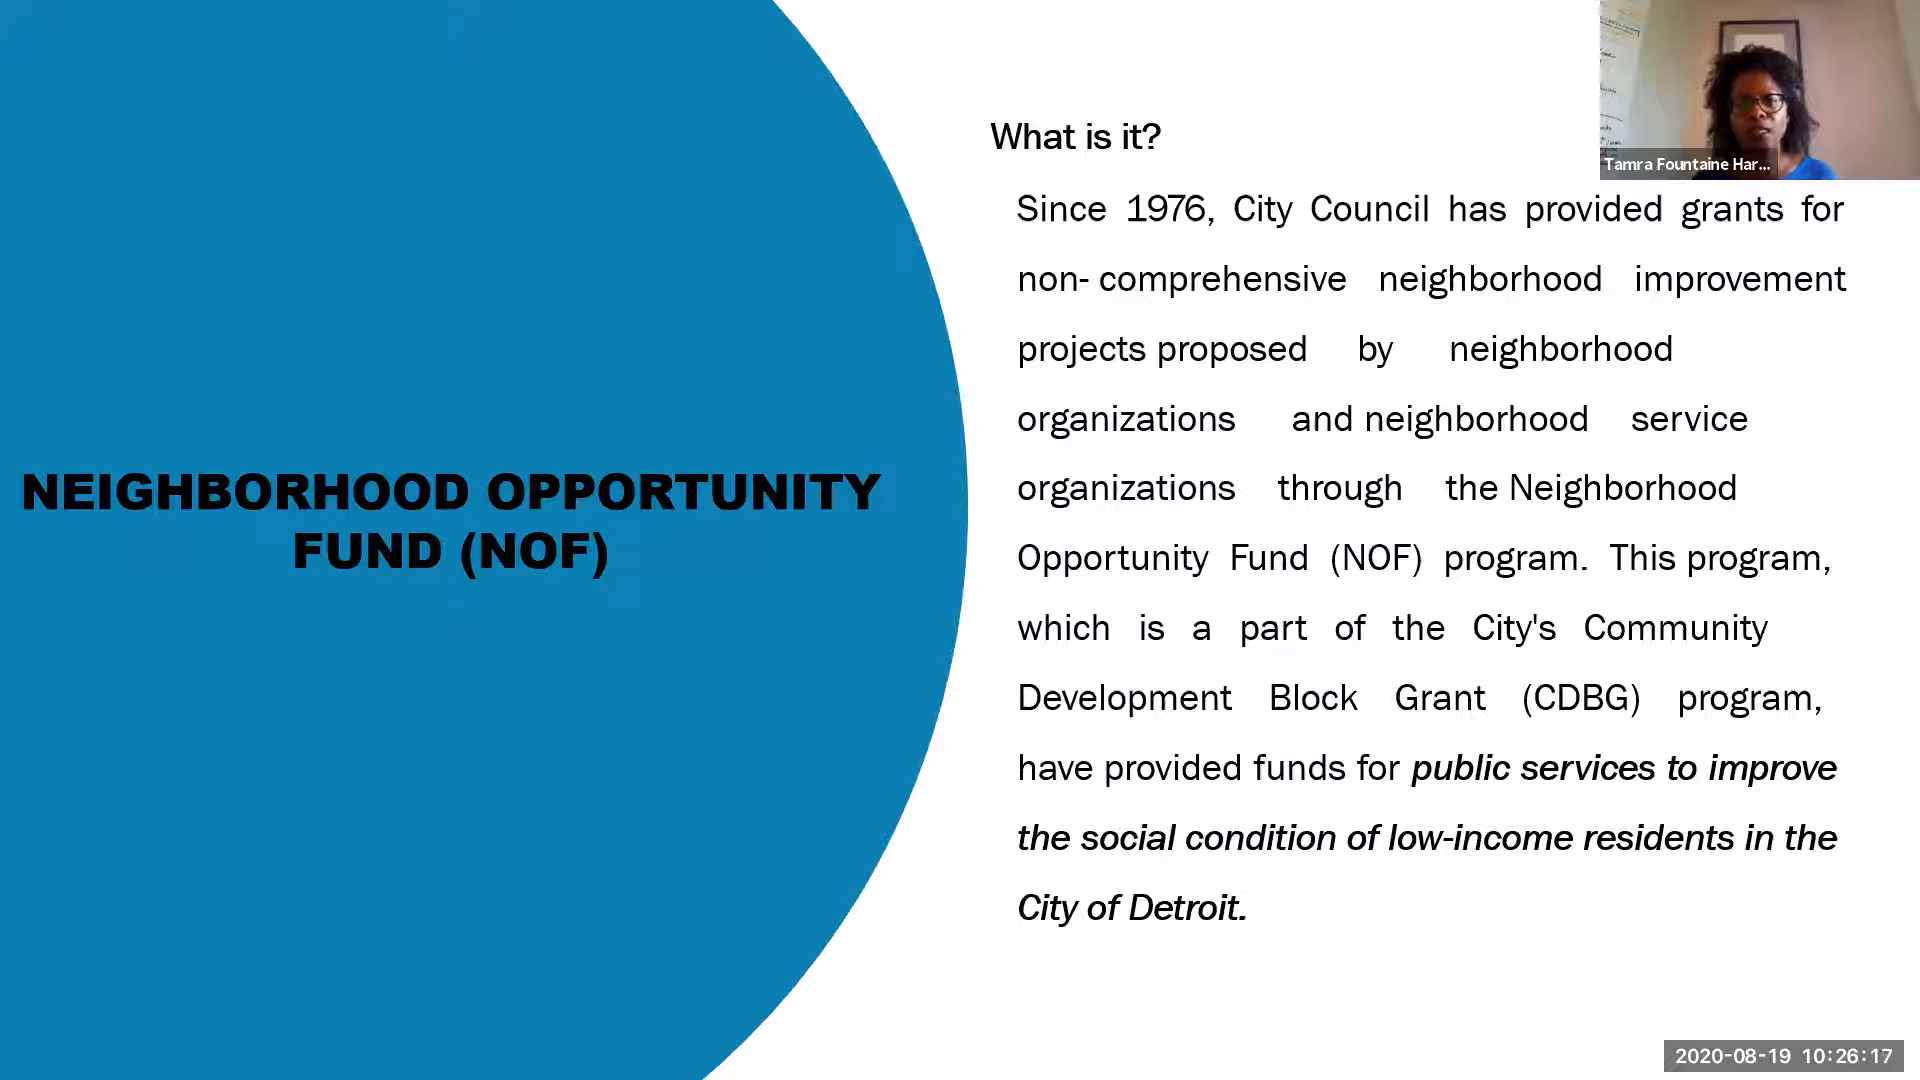 NEIGHBORHOOD OPPORTUNITY
FUND (NOF)
What is it?
Since 1976, City Council has provided grants for
non- comprehensive neighborhood improvement
projects proposed by neighborhood
organizations and neighborhood service
organizations through the Neighborhood
Opportunity Fund (NOF) program. This program,
which is a part of the City's Community
Development Block Grant (CDBG) program,
have provided funds for public services to improve
the social condition of low-income residents in the
City of Detroit.
Tamra Fountaine Har...
2020-08-19 10:26:17